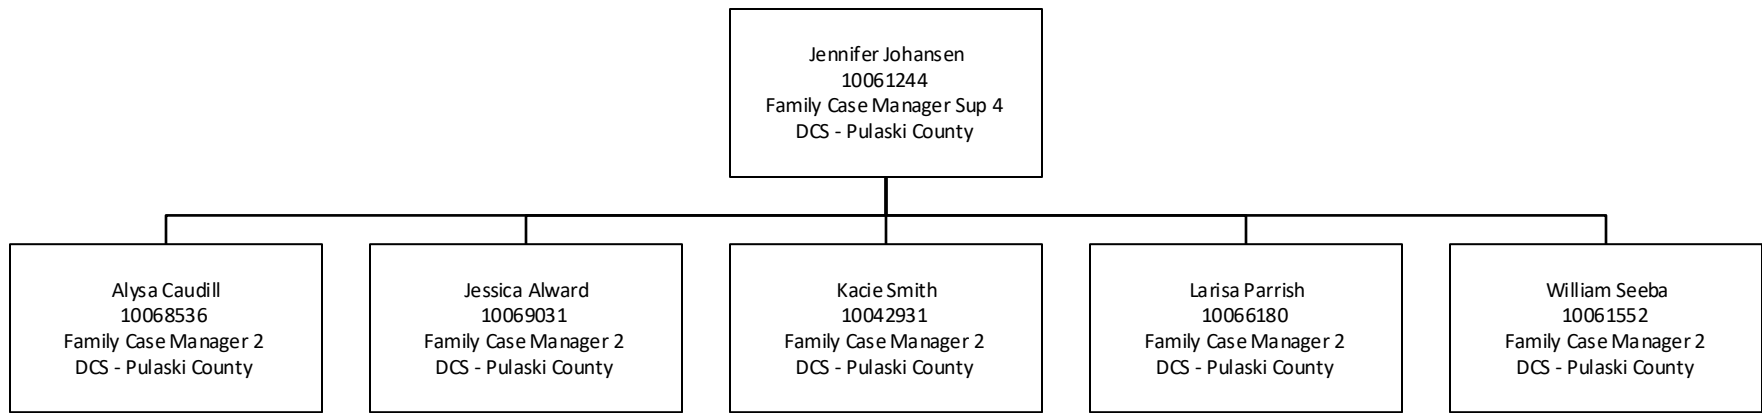 Jennifer Johansen
10061244
Family Case Manager Sup 4
DCS - Pulaski County
Alysa Caudill
10068536
Family Case Manager 2
DCS - Pulaski County
Jessica Alward
10069031
Family Case Manager 2
DCS - Pulaski County
Kacie Smith
10042931
Family Case Manager 2
DCS - Pulaski County
Larisa Parrish
10066180
Family Case Manager 2
DCS - Pulaski County
William Seeba
10061552
Family Case Manager 2
DCS - Pulaski County